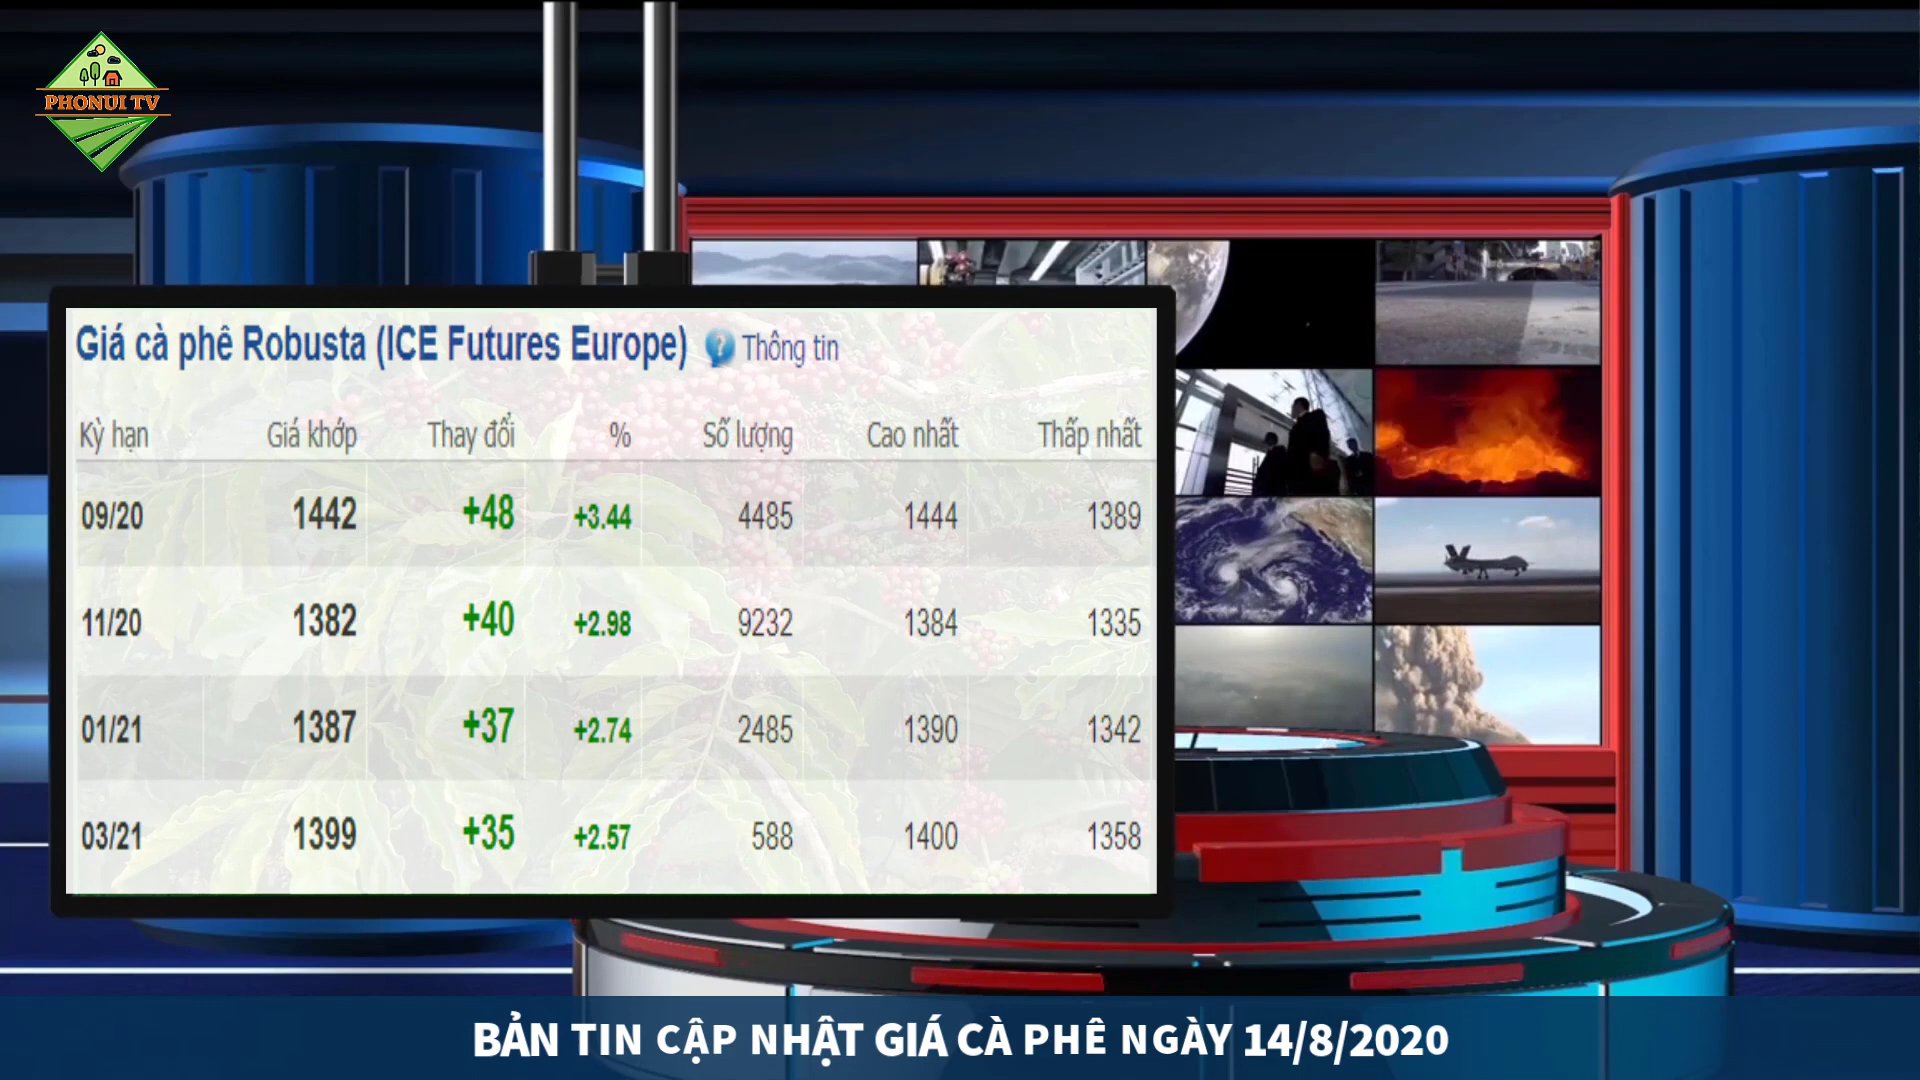 PHONUI TV
Giá cà phê Robusta (ICE Futures Europe) ? Thông tin
Kỳ hạn Giá khớp Thay đổi % Số lượng Cao nhất Thấp nhất
09/20 1442 +48 +3.44 4485 1444 1389
11/20 1382 +40 +2.98 9232 1384 1335
01/21 1387 +37 +2.74 2485 1390 1342
03/21 1399 +35 +2.57 588 1400 1358
BẢN TIN CẬP NHẬT GIÁ CÀ PHÊ NGÀY 14/8/2020